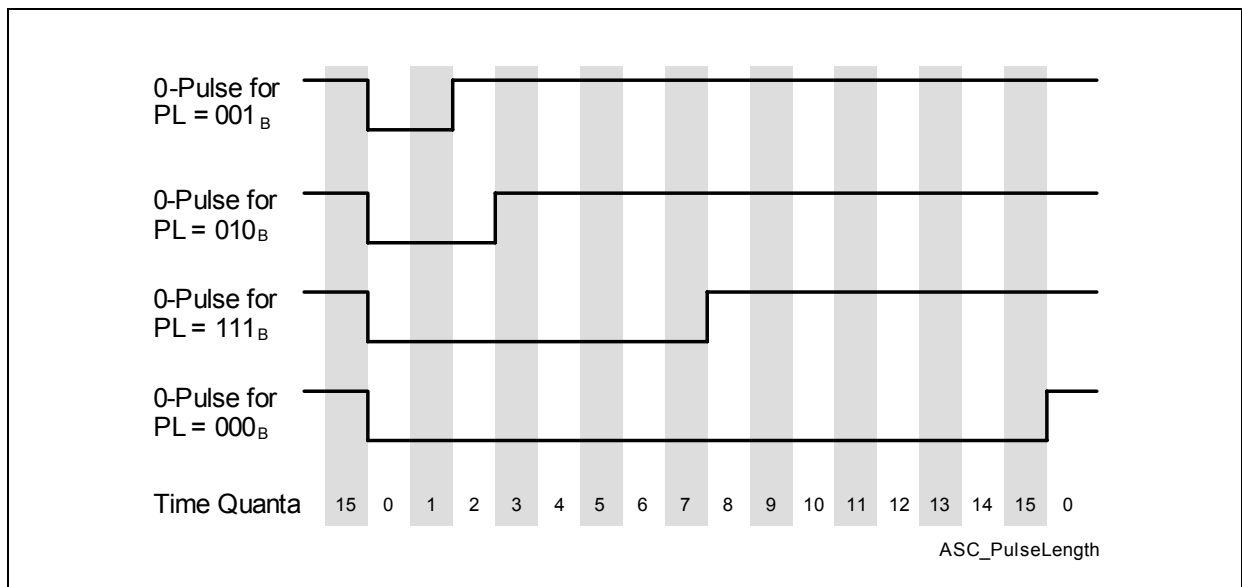 0-Pulse for
PL = 001 B
0-Pulse for
PL = 010B
0-Pulse for
PL = 111B
0-Pulse for
PL = 000B
Time Quanta 15 0 1 2 3 4 5 6 7 8 9 10 11 12 13 14 15 0
ASC_PulseLength